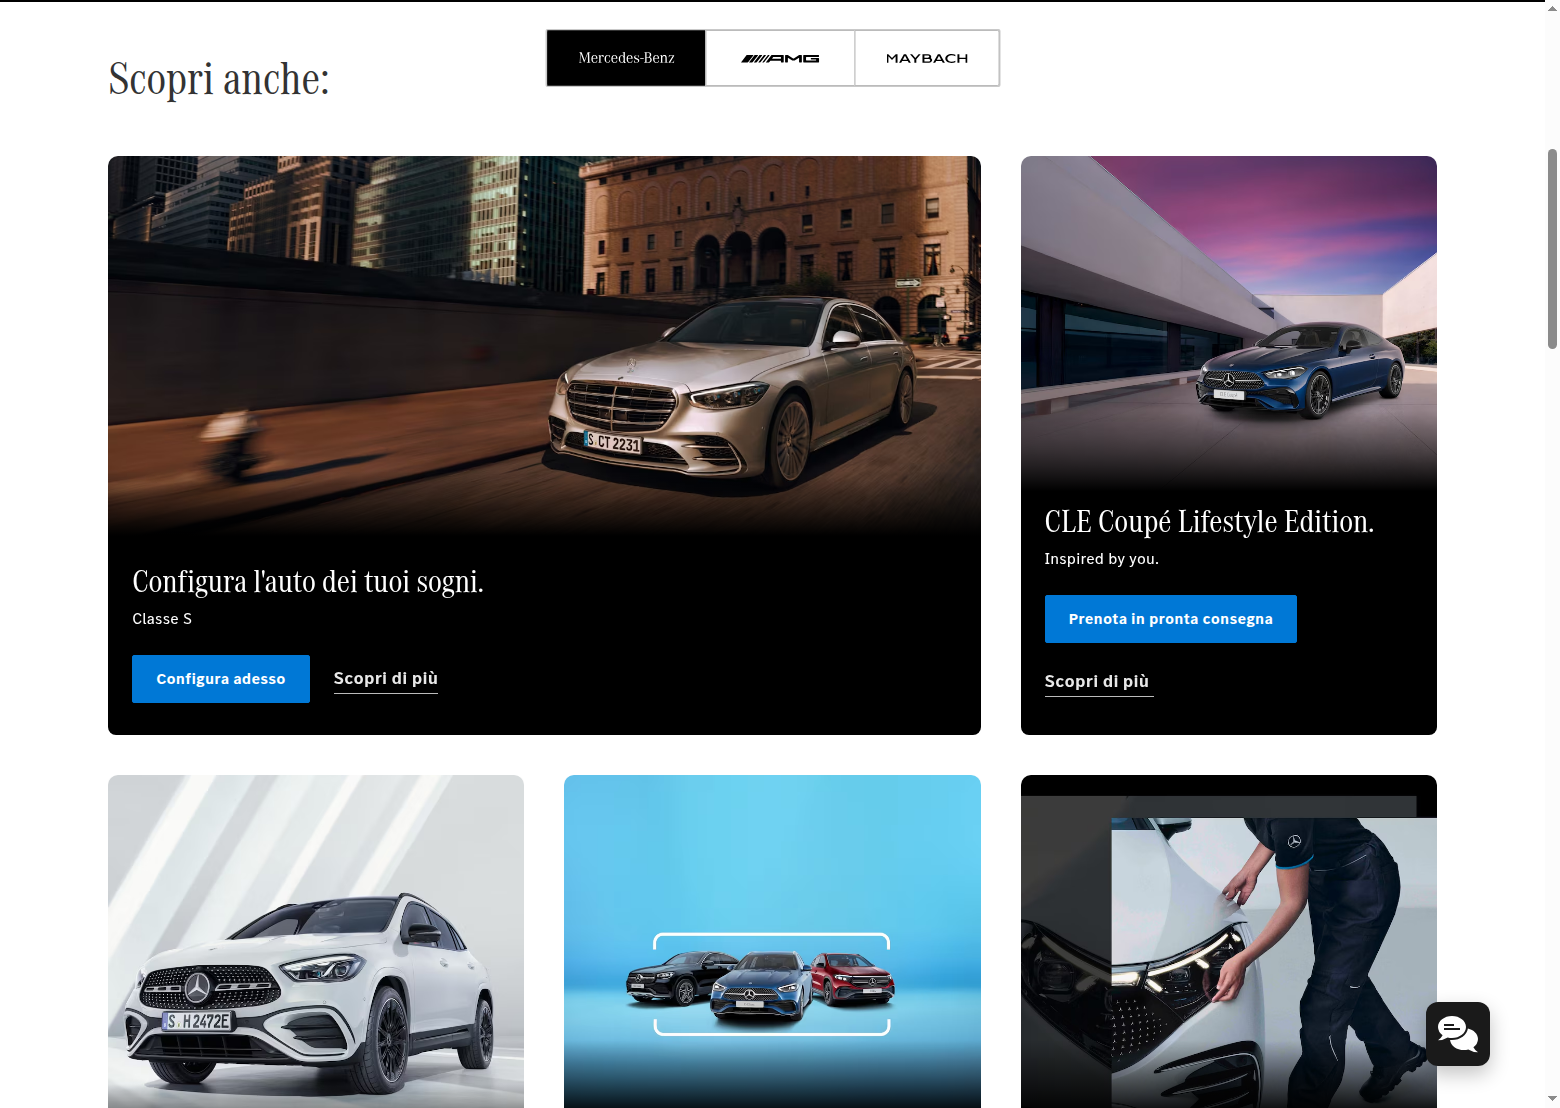 Mercedes-Benz
AMG
MAYBACH
Scopri anche:
S CT 2231
Configura l'auto dei tuoi sogni.
Classe S
Configura adesso
Scopri di più
CLE Coupé Lifestyle Edition.
Inspired by you.
Prenota in pronta consegna
Scopri di più
S H 2472E